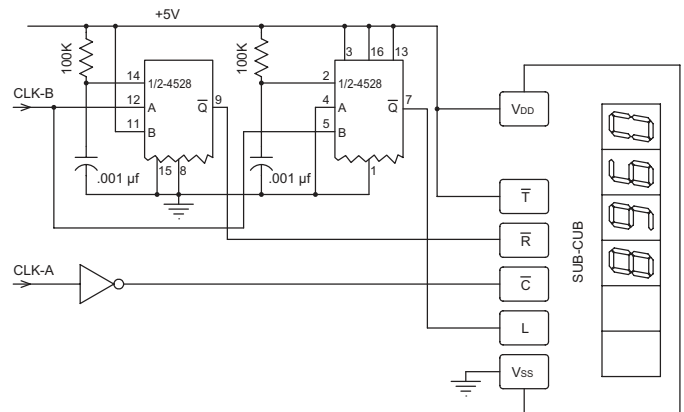 +5V
100K
100K
3 16 13
14
1/2-4528
2
1/2-4528
CLK-B
12
A
Q̅
9
4
A
Q̅
7
11
B
5
B
VDD
.001 µf
15
8
.001 µf
1
T̅
R̅
CLK-A
C̅
L
VSS
SUB-CUB
8960